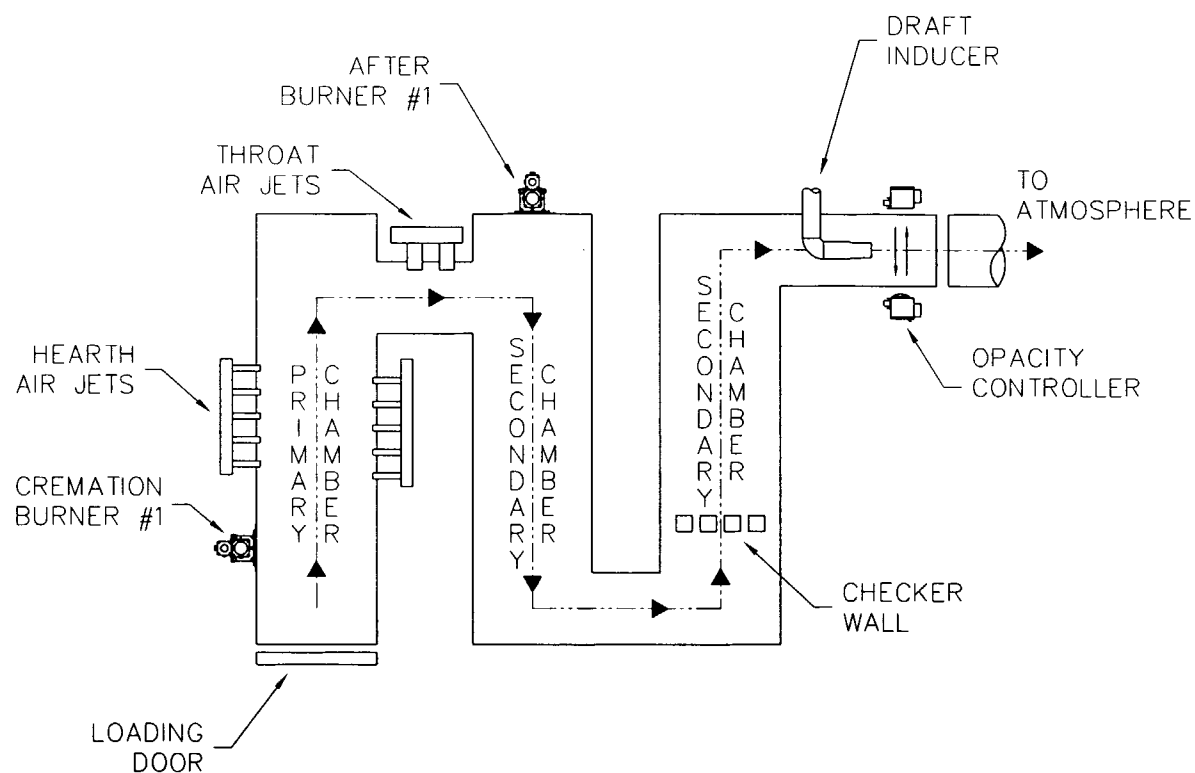 DRAFT
INDUCER
AFTER
BURNER #1
THROAT
AIR JETS
TO
ATMOSPHERE
HEARTH
AIR JETS
PRIMARY
CHAMBER
SECONDARY
CHAMBER
SECONDARY
CHAMBER
OPACITY
CONTROLLER
CREMATION
BURNER #1
CHECKER
WALL
LOADING
DOOR